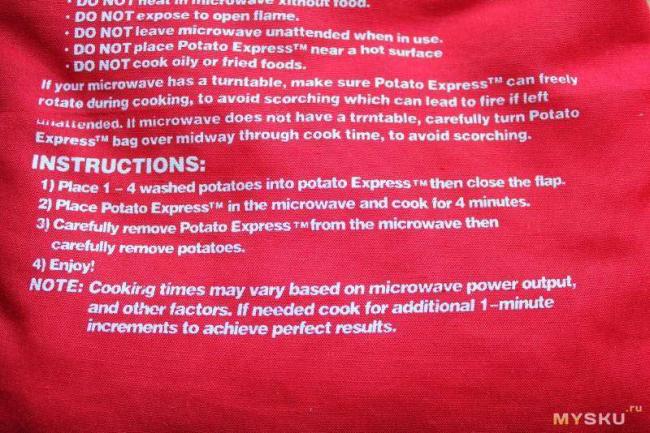 · DO NOT heat in microwave xithout food.
· DO NOT expose to open flame.
· DO NOT leave microwave unattended when in use.
· DO NOT place Potato Express™ near a hot surface
· DO NOT cook oily or fried foods.
If your microwave has a turntable, make sure Potato Express™ can freely
rotate during cooking, to avoid scorching which can lead to fire if left
unattended. If microwave does not have a trrntable, carefully turn Potato
Express™ bag over midway through cook time, to avoid scorching.
INSTRUCTIONS:
1) Place 1 - 4 washed potatoes into potato Express™ then close the flap.
2) Place Potato Express™ in the microwave and cook for 4 minutes.
3) Carefully remove Potato Express™ from the microwave then
carefully remove potatoes.
4) Enjoy!
NOTE: Cooking times may vary based on microwave power output,
and other factors. If needed cook for additional 1-minute
increments to achieve perfect results.
MYSKU.ru